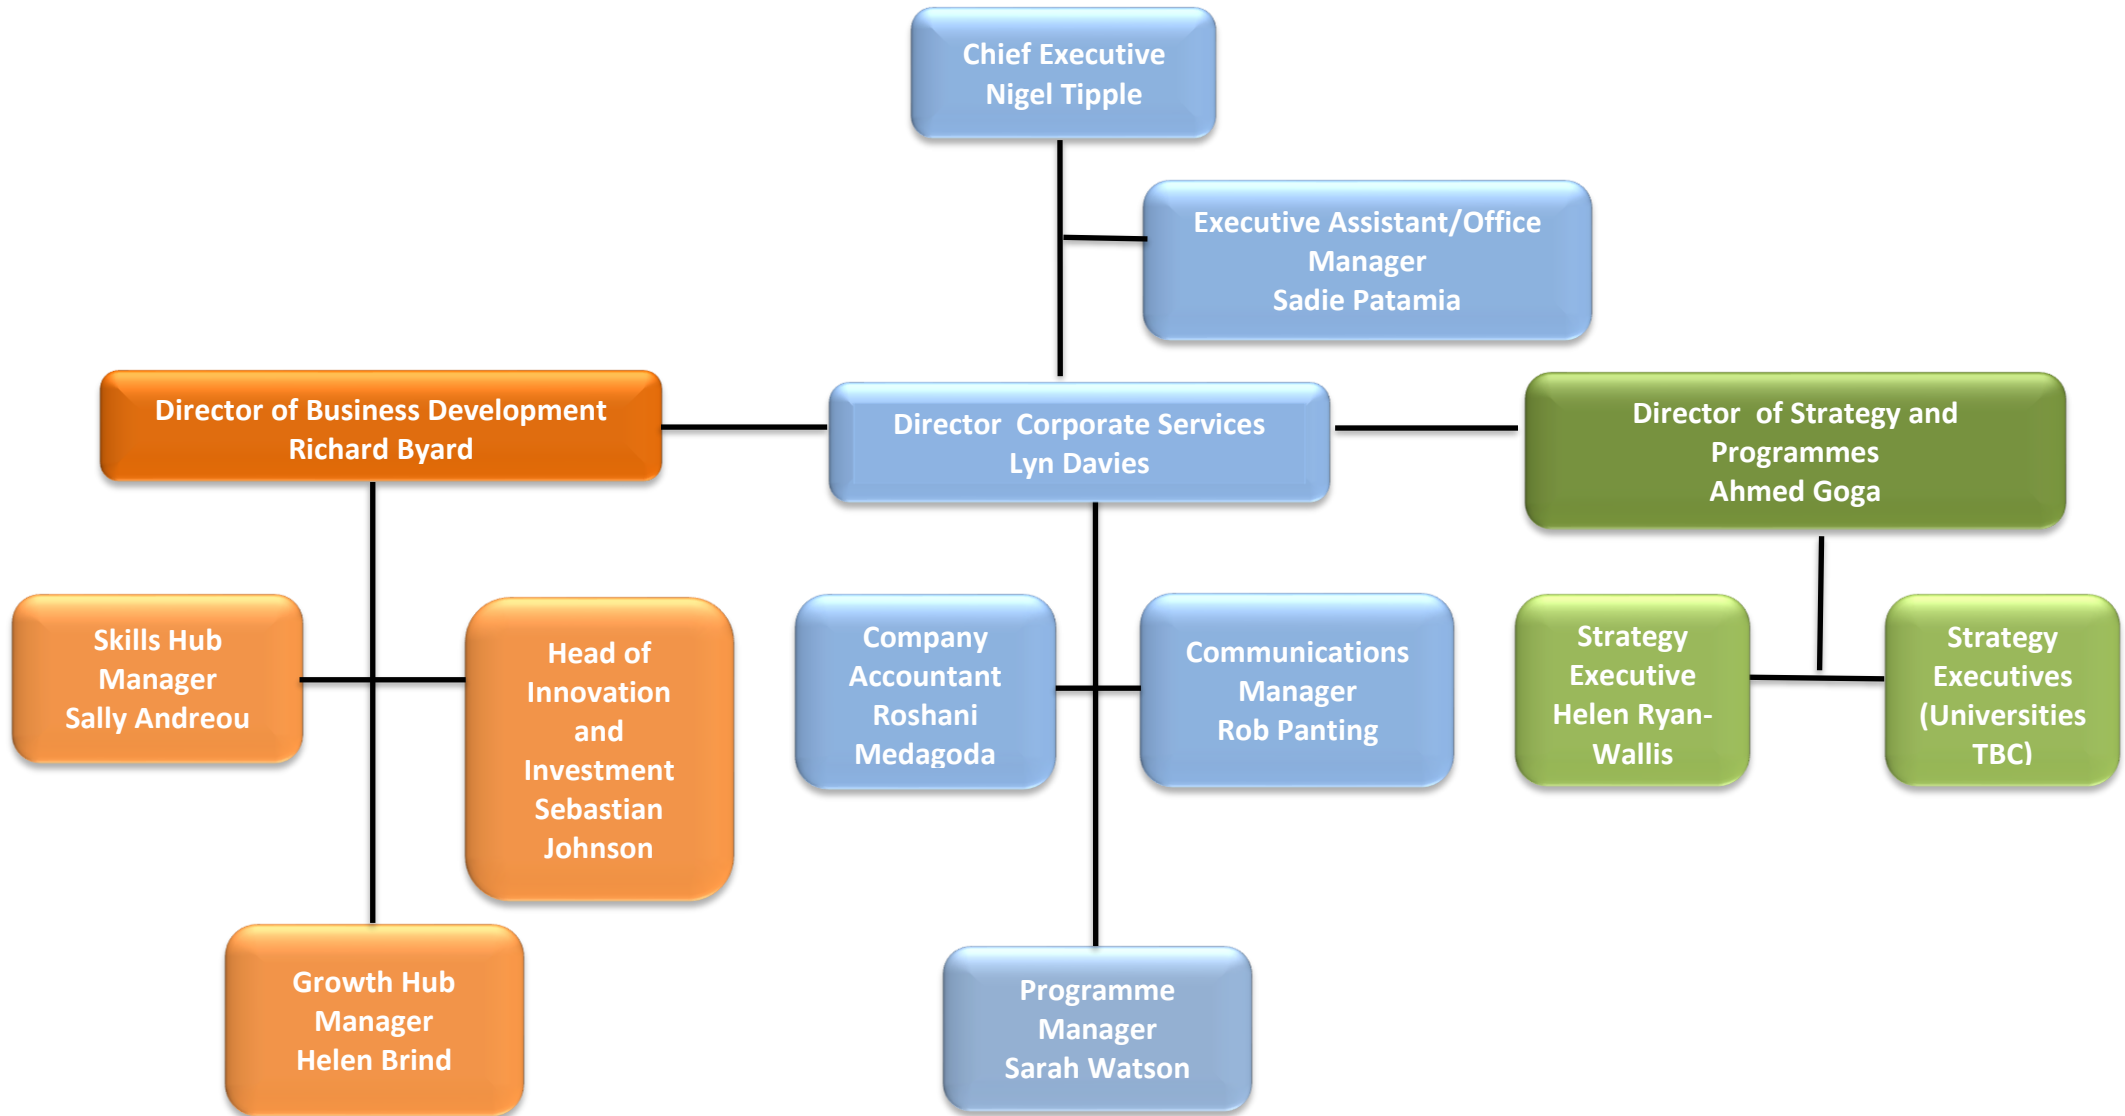 Chief Executive
Nigel Tipple
Executive Assistant/Office
Manager
Sadie Patamia
Director of Business Development
Richard Byard
Director  Corporate Services
Lyn Davies
Director  of Strategy and
Programmes
Ahmed Goga
Skills Hub
Manager
Sally Andreou
Head of
Innovation
and
Investment
Sebastian
Johnson
Company
Accountant
Roshani
Medagoda
Communications
Manager
Rob Panting
Strategy
Executive
Helen Ryan-
Wallis
Strategy
Executives
(Universities
TBC)
Growth Hub
Manager
Helen Brind
Programme
Manager
Sarah Watson